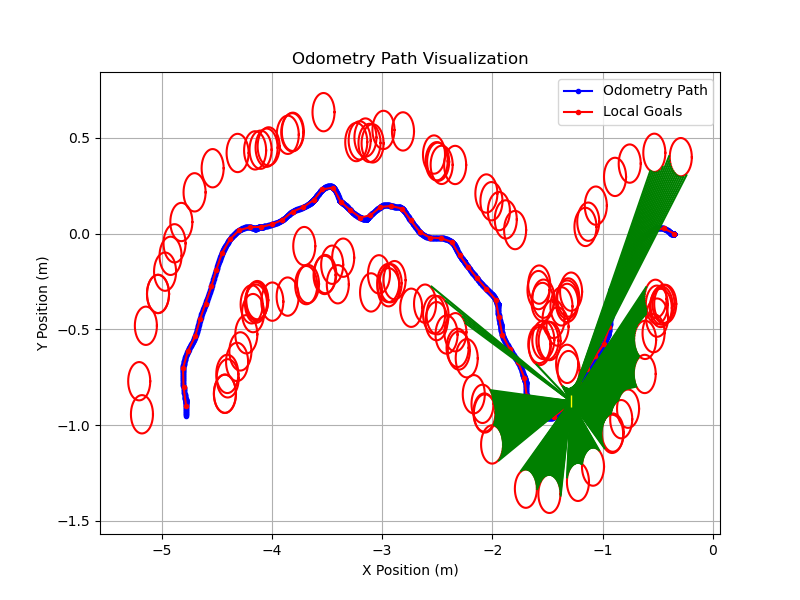 Odometry Path Visualization
Odometry Path
Local Goals
Y Position (m)
0.5
0.0
−0.5
−1.0
−1.5
−5
−4
−3
−2
−1
0
X Position (m)